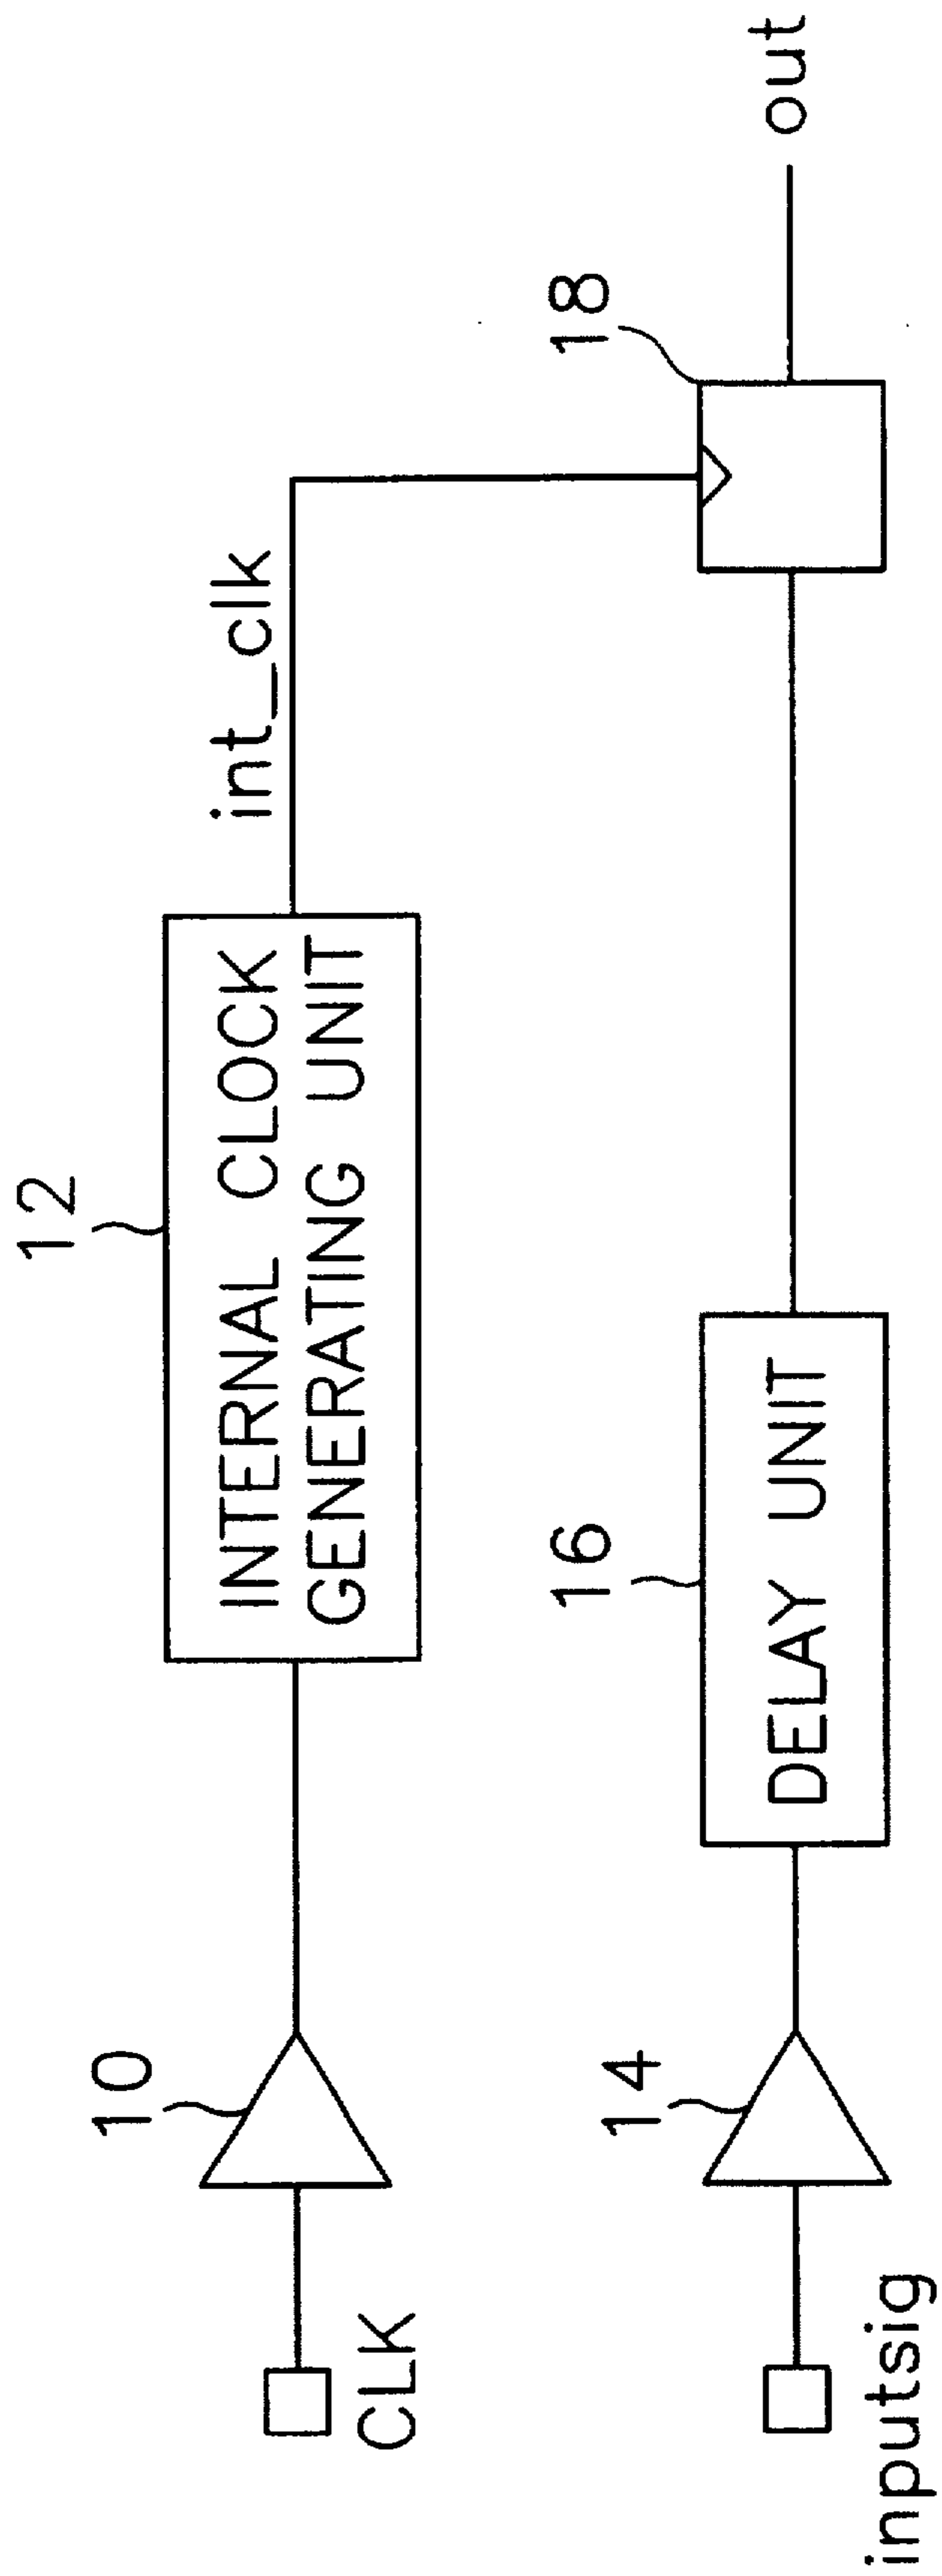 12
10
INTERNAL CLOCK
GENERATING UNIT
int_clk
CLK
18
16
14
DELAY UNIT
out
inputsig